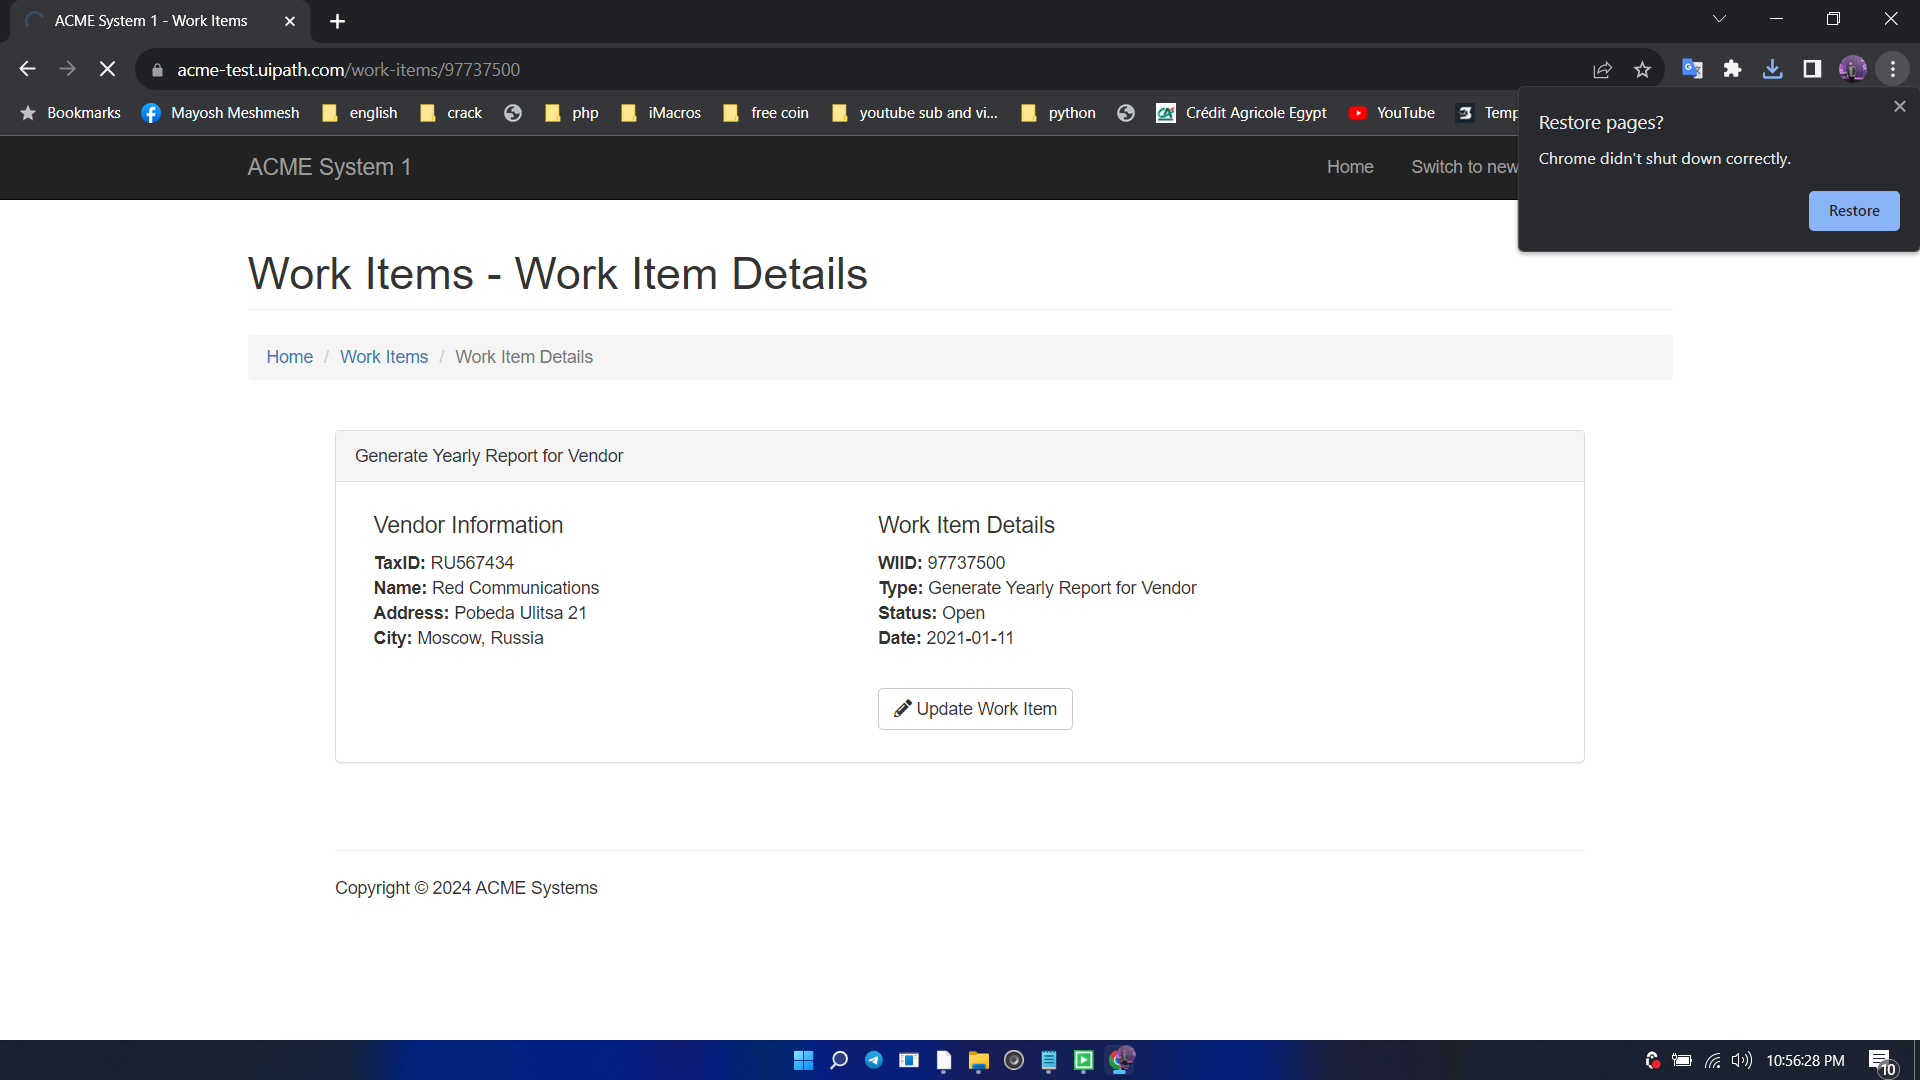 ACME System 1 - Work Items
acme-test.uipath.com/work-items/97737500
Bookmarks Mayosh Meshmesh english crack php iMacros free coin youtube sub and vi... python Crédit Agricole Egypt YouTube Temp
Restore pages?
Chrome didn't shut down correctly.
Restore
ACME System 1 Home Switch to new
Work Items - Work Item Details
Home / Work Items / Work Item Details
Generate Yearly Report for Vendor
Vendor Information
TaxID: RU567434
Name: Red Communications
Address: Pobeda Ulitsa 21
City: Moscow, Russia
Work Item Details
WIID: 97737500
Type: Generate Yearly Report for Vendor
Status: Open
Date: 2021-01-11
Update Work Item
Copyright © 2024 ACME Systems
10:56:28 PM
10